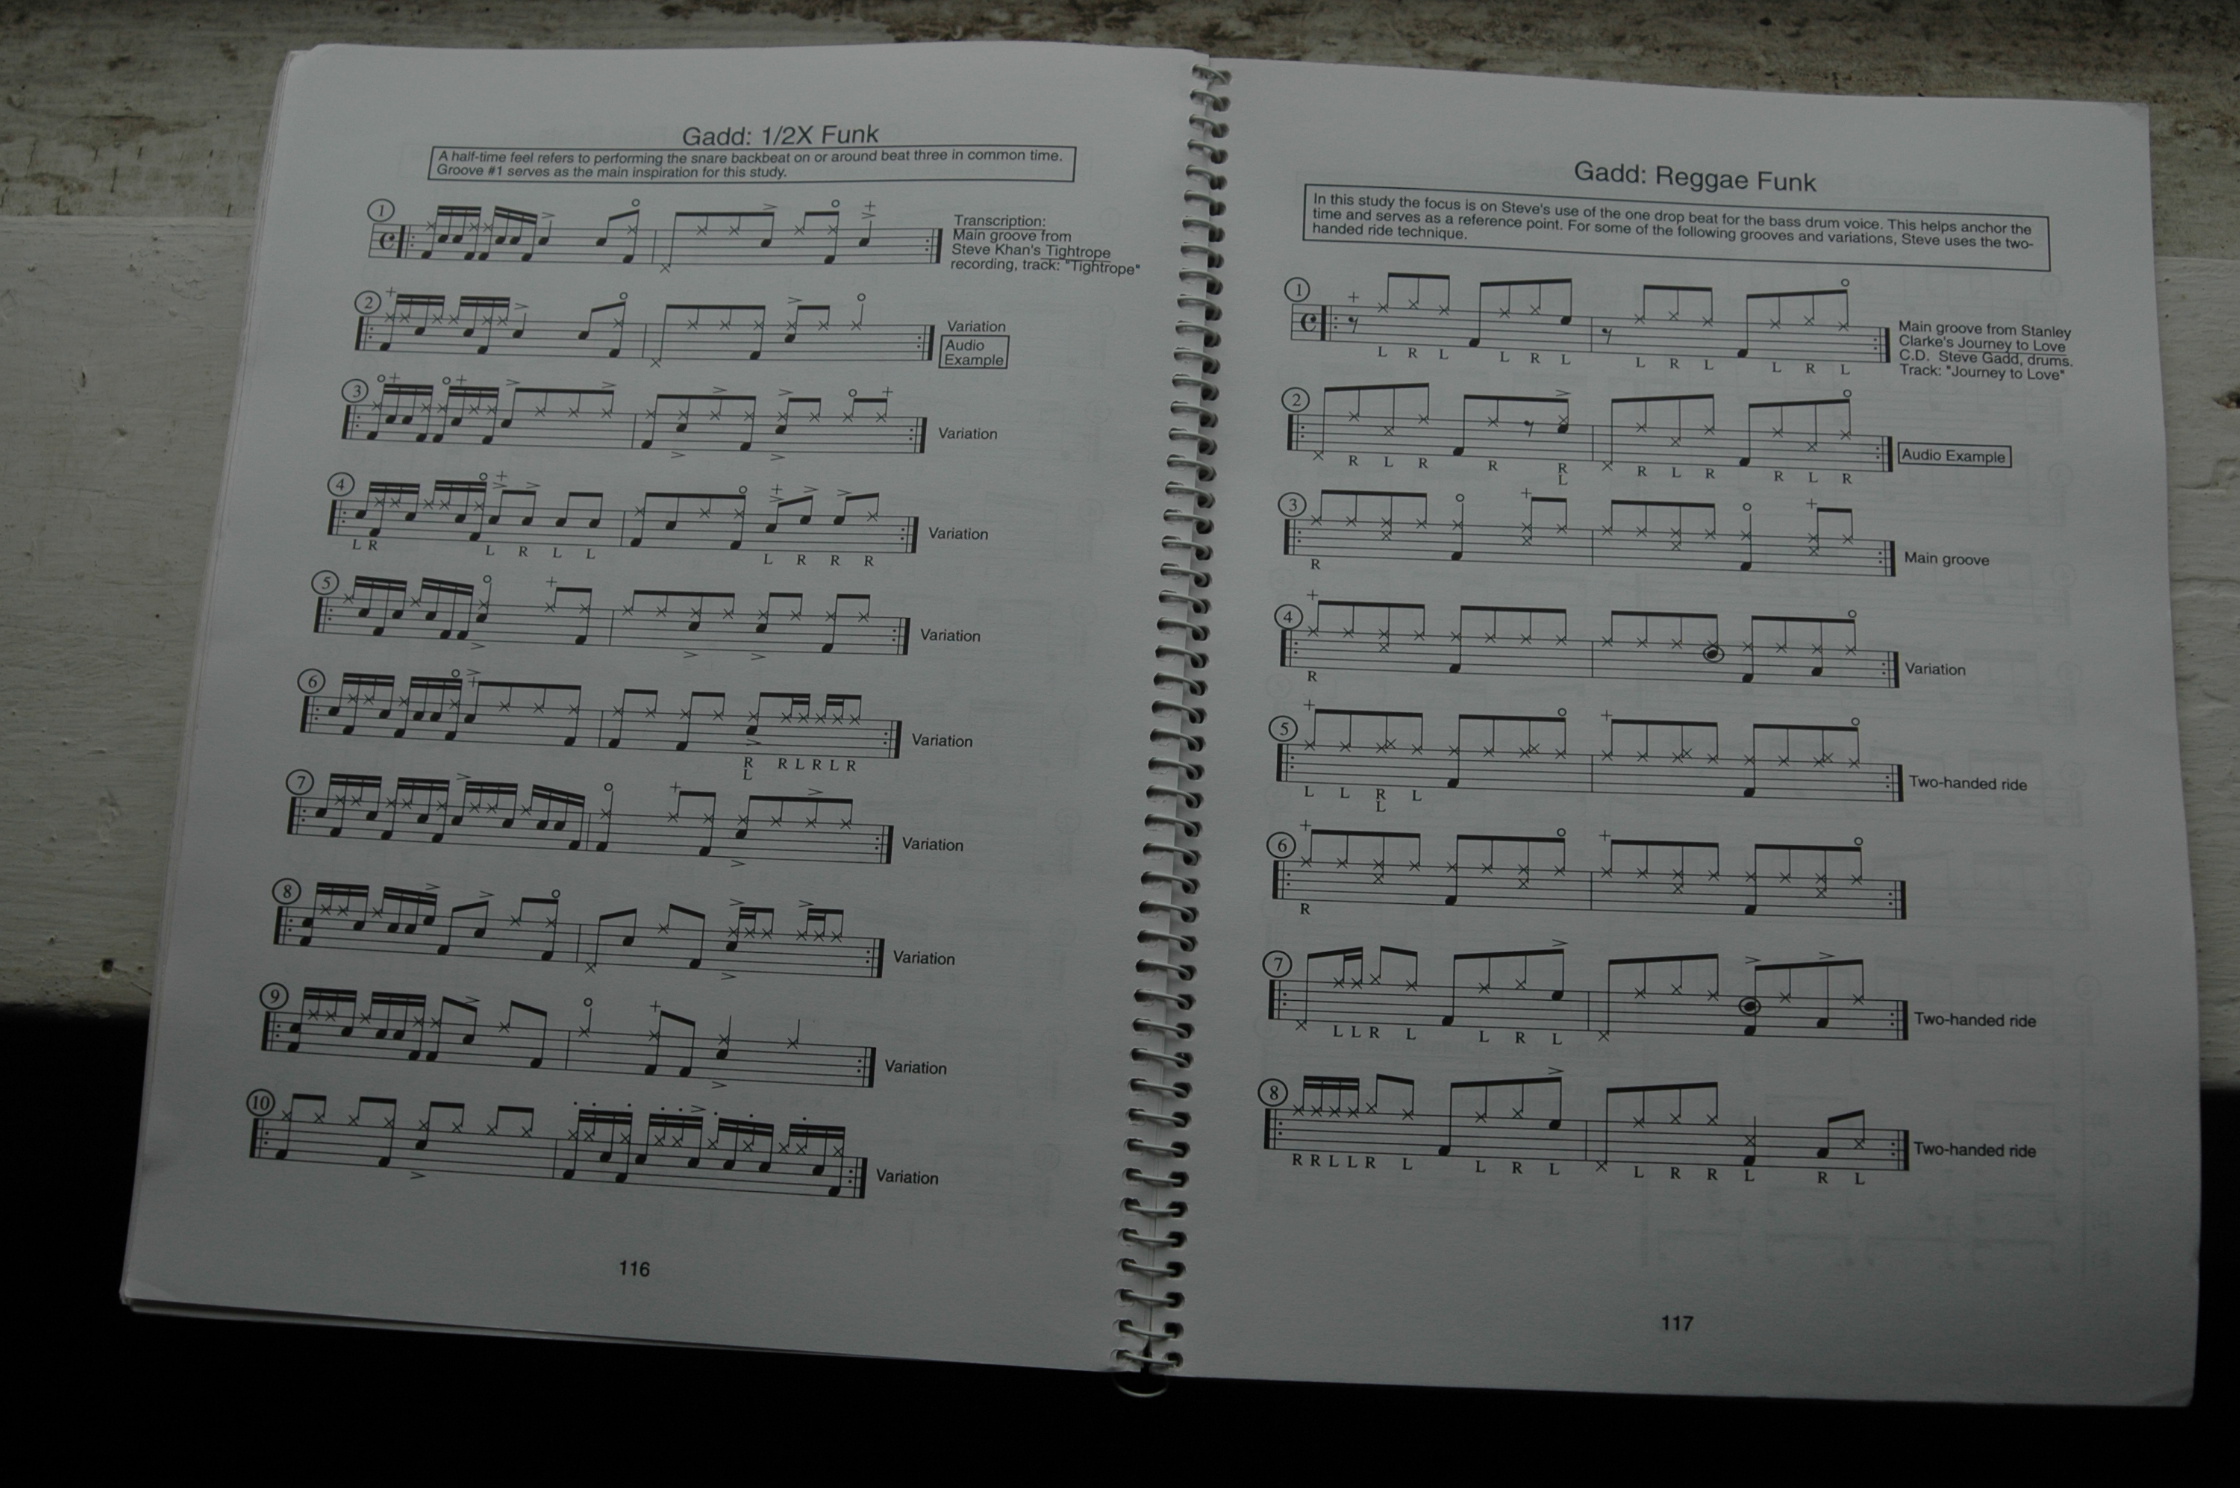 Gadd: 1/2X Funk
A half-time feel refers to performing the snare backbeat on or around beat three in common time.
Groove #1 serves as the main inspiration for this study.
1
Transcription:
Main groove from
Steve Khan's Tightrope
recording, track: "Tightrope"
2
Variation
Audio
Example
3
Variation
4
Variation
L R L R L L L R R R
5
Variation
6
Variation
R R L R L R
L
7
Variation
8
Variation
9
Variation
10
Variation
116
Gadd: Reggae Funk
In this study the focus is on Steve's use of the one drop beat for the bass drum voice. This helps anchor the
time and serves as a reference point. For some of the following grooves and variations, Steve uses the two-
handed ride technique.
1
Main groove from Stanley
Clarke's Journey to Love
C.D. Steve Gadd, drums.
Track: "Journey to Love"
L R L L R L L R L L R L
2
Audio Example
R L R R R R L R R L R
L
3
Main groove
R
4
Variation
R
5
Two-handed ride
L L R L
L
6
R
7
Two-handed ride
L L R L L R L
8
Two-handed ride
R R L L R L L R L L R R L R L
117